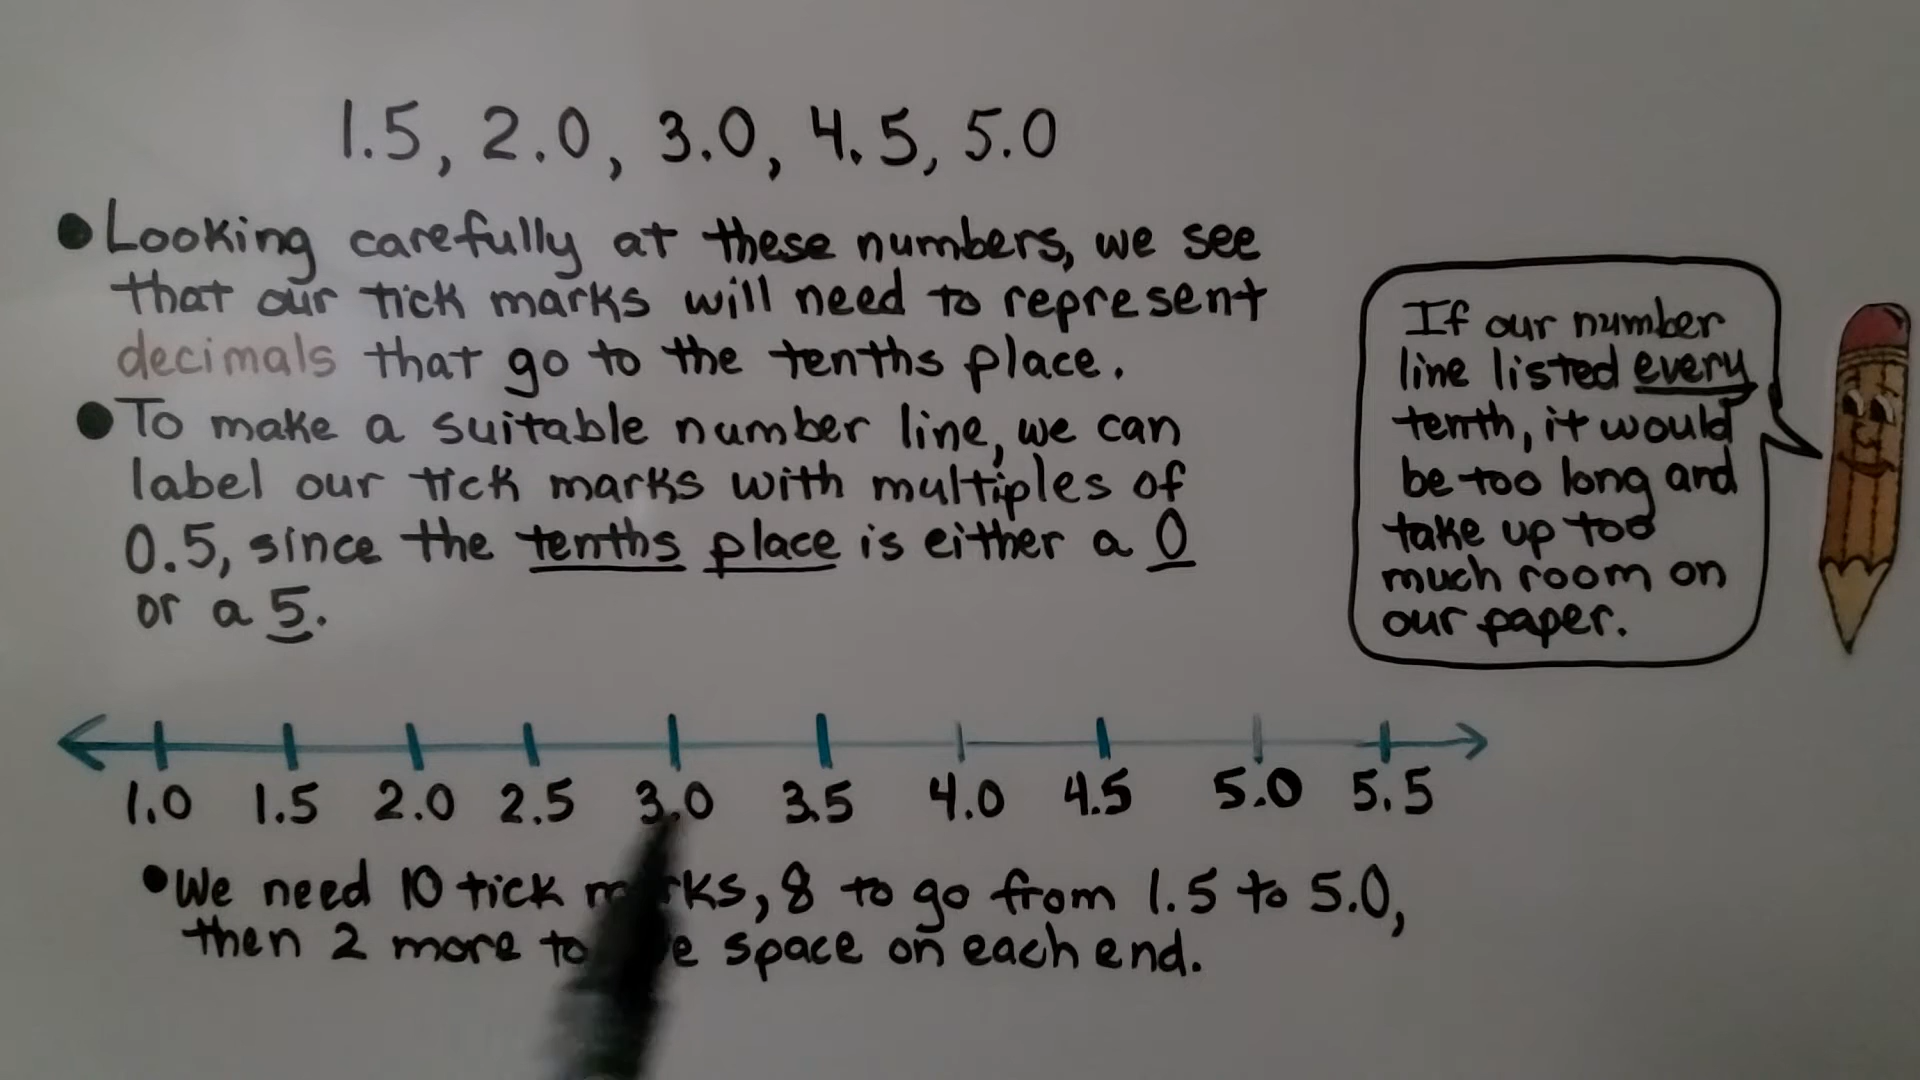 1.5, 2.0, 3.0, 4.5, 5.0
●Looking carefully at these numbers, we see
that our tick marks will need to represent
decimals that go to the tenths place.
●To make a suitable number line, we can
label our tick marks with multiples of
0.5, since the tenths place is either a 0
or a 5.
If our number
line listed every
tenth, it would
be too long and
take up too
much room on
our paper.
1.0 1.5 2.0 2.5 3.0 3.5 4.0 4.5 5.0 5.5
•We need 10 tick marks, 8 to go from 1.5 to 5.0,
then 2 more to space on each end.